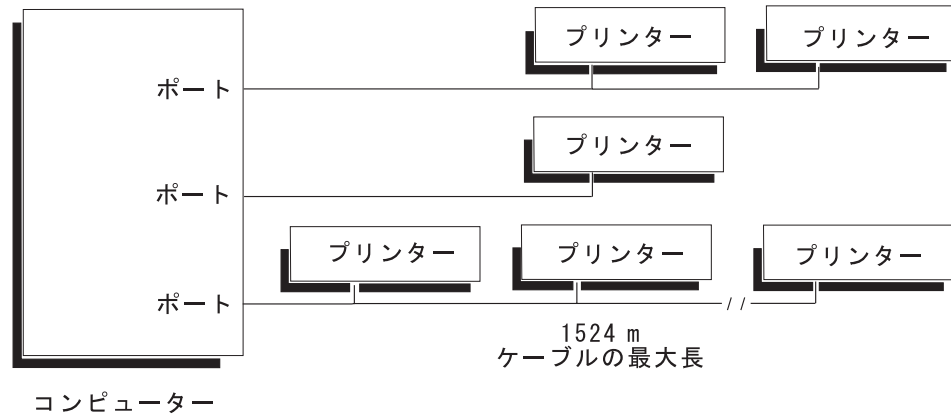 プリンター
プリンター
ポート
プリンター
ポート
プリンター
プリンター
プリンター
ポート
1524 m
ケーブルの最大長
コンピューター